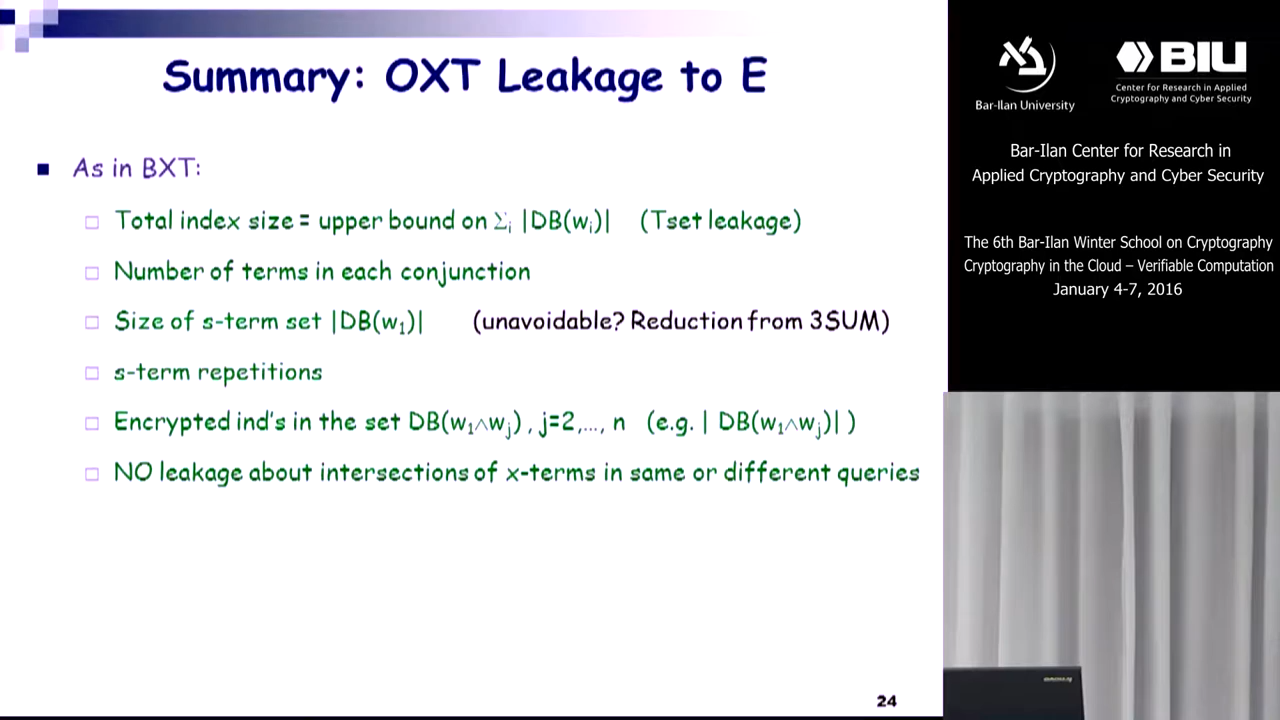 Summary: OXT Leakage to E
As in BXT:
Total index size = upper bound on Σᵢ |DB(wᵢ)| (Tset leakage)
Number of terms in each conjunction
Size of s-term set |DB(w₁)| (unavoidable? Reduction from 3SUM)
s-term repetitions
Encrypted ind's in the set DB(w₁∧wⱼ), j=2,..., n (e.g. | DB(w₁∧wⱼ)| )
NO leakage about intersections of x-terms in same or different queries
24
Bar-Ilan University
BIU
Center for Research in Applied
Cryptography and Cyber Security
Bar-Ilan Center for Research in
Applied Cryptography and Cyber Security
The 6th Bar-Ilan Winter School on Cryptography
Cryptography in the Cloud – Verifiable Computation
January 4-7, 2016